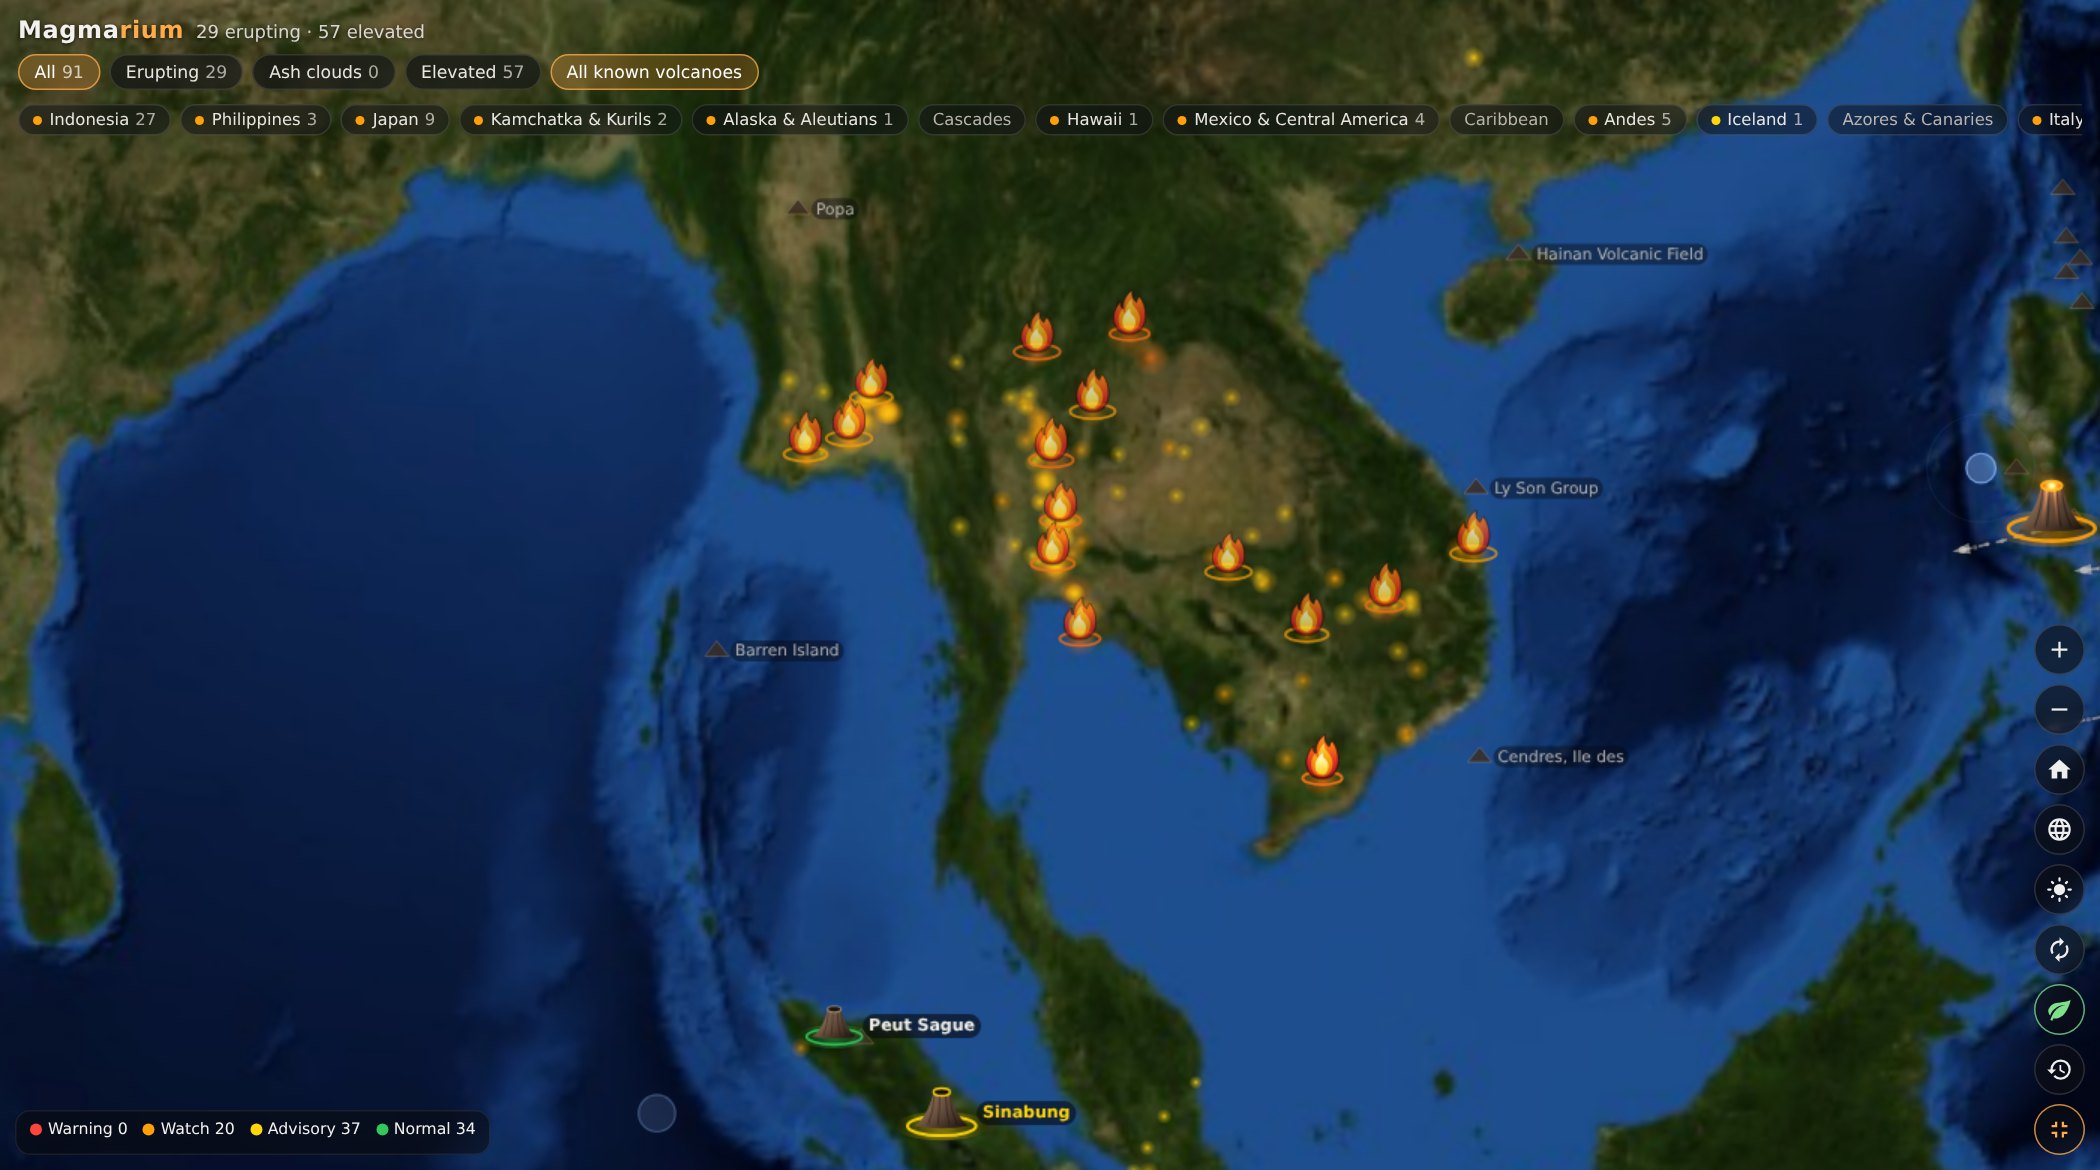 Magmarium 29 erupting · 57 elevated
All 91 Erupting 29 Ash clouds 0 Elevated 57 All known volcanoes
Indonesia 27 Philippines 3 Japan 9 Kamchatka & Kurils 2 Alaska & Aleutians 1 Cascades Hawaii 1 Mexico & Central America 4 Caribbean Andes 5 Iceland 1 Azores & Canaries Italy
Popa
Hainan Volcanic Field
Ly Son Group
Barren Island
Cendres, Ile des
Peut Sague
Sinabung
Warning 0 Watch 20 Advisory 37 Normal 34